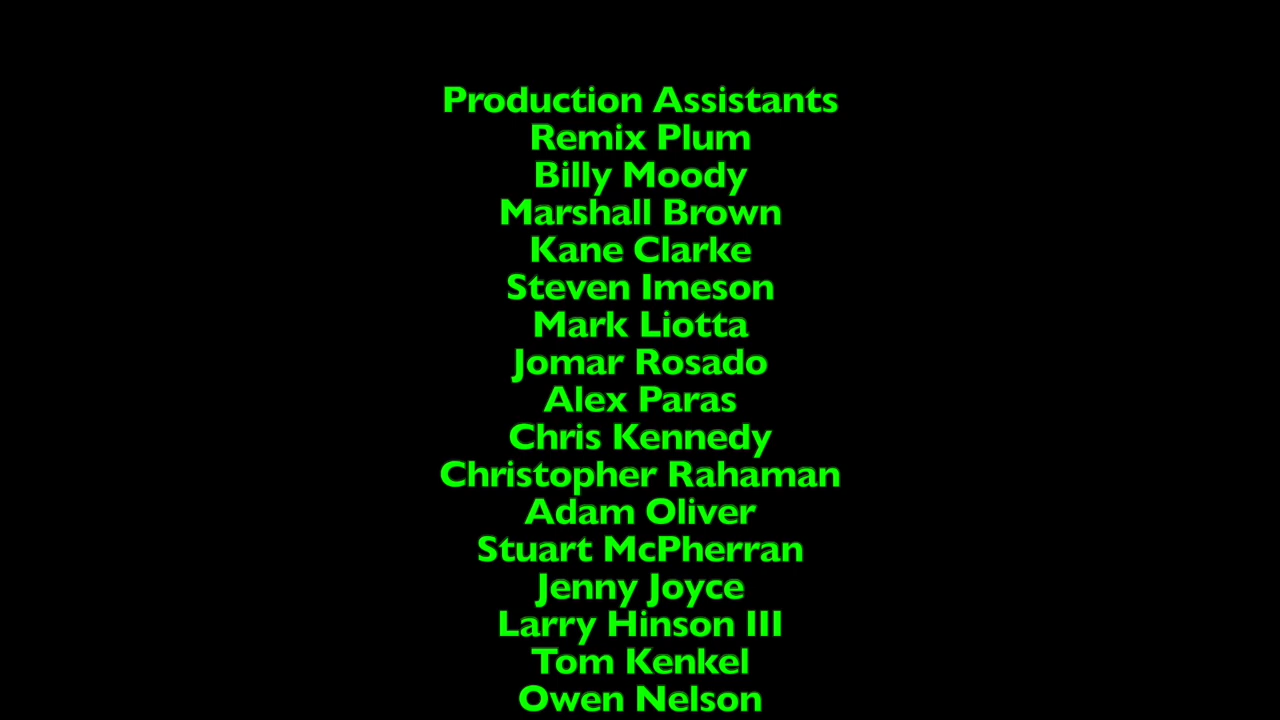 Production Assistants
Remix Plum
Billy Moody
Marshall Brown
Kane Clarke
Steven Imeson
Mark Liotta
Jomar Rosado
Alex Paras
Chris Kennedy
Christopher Rahaman
Adam Oliver
Stuart McPherran
Jenny Joyce
Larry Hinson III
Tom Kenkel
Owen Nelson